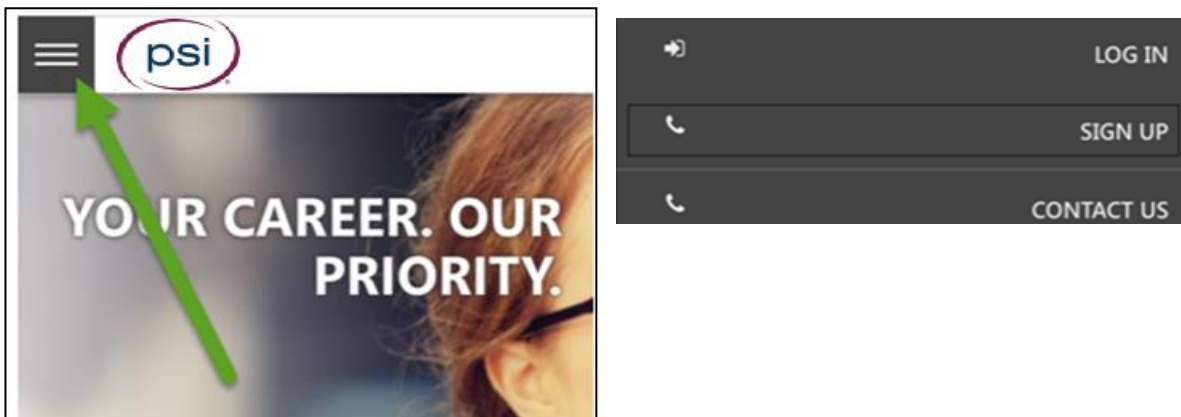 psi
YOUR CAREER. OUR
PRIORITY.
LOG IN
SIGN UP
CONTACT US